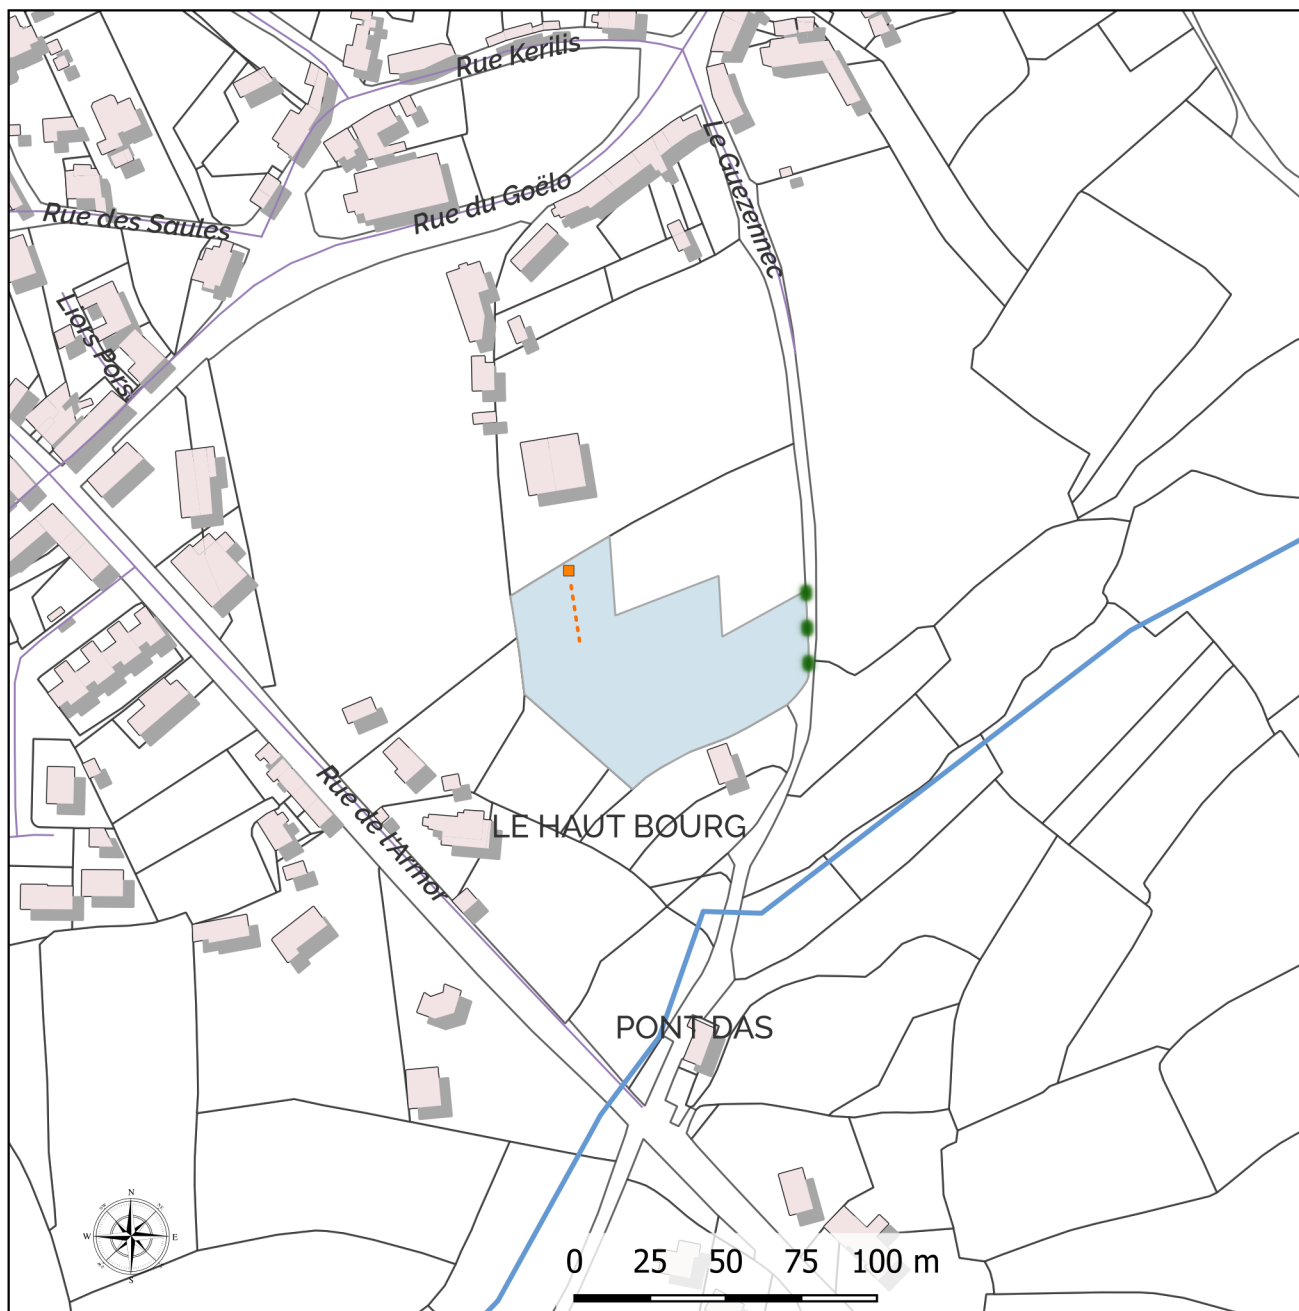 Rue Kerilis
Le Guezennec
Rue du Goëlo
Rue des Saules
Liors Pors
Rue de l'Armor
LE HAUT BOURG
PONT DAS
N
W E
S
0 25 50 75 100 m